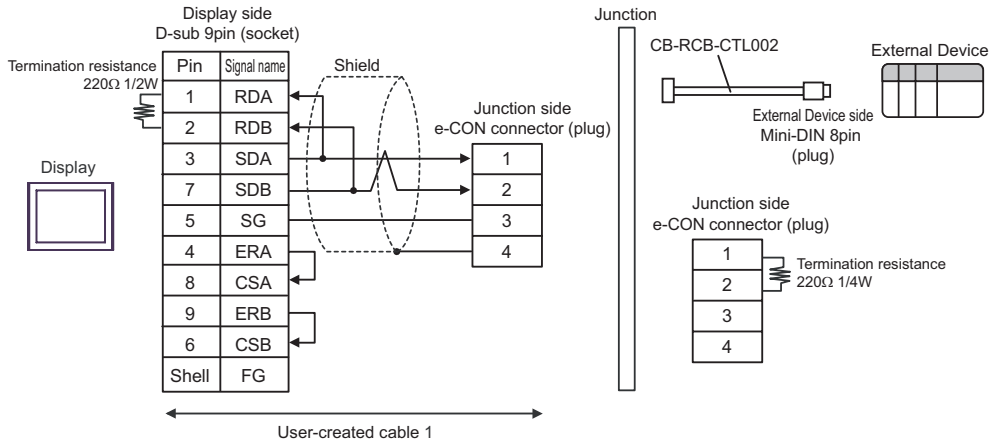 Display side
D-sub 9pin (socket)
Termination resistance
220Ω 1/2W
Pin Signal name
1 RDA
2 RDB
3 SDA
7 SDB
5 SG
4 ERA
8 CSA
9 ERB
6 CSB
Shell FG
Display
Shield
Junction side
e-CON connector (plug)
1
2
3
4
User-created cable 1
Junction
CB-RCB-CTL002
External Device
External Device side
Mini-DIN 8pin
(plug)
Junction side
e-CON connector (plug)
1
2
3
4
Termination resistance
220Ω 1/4W